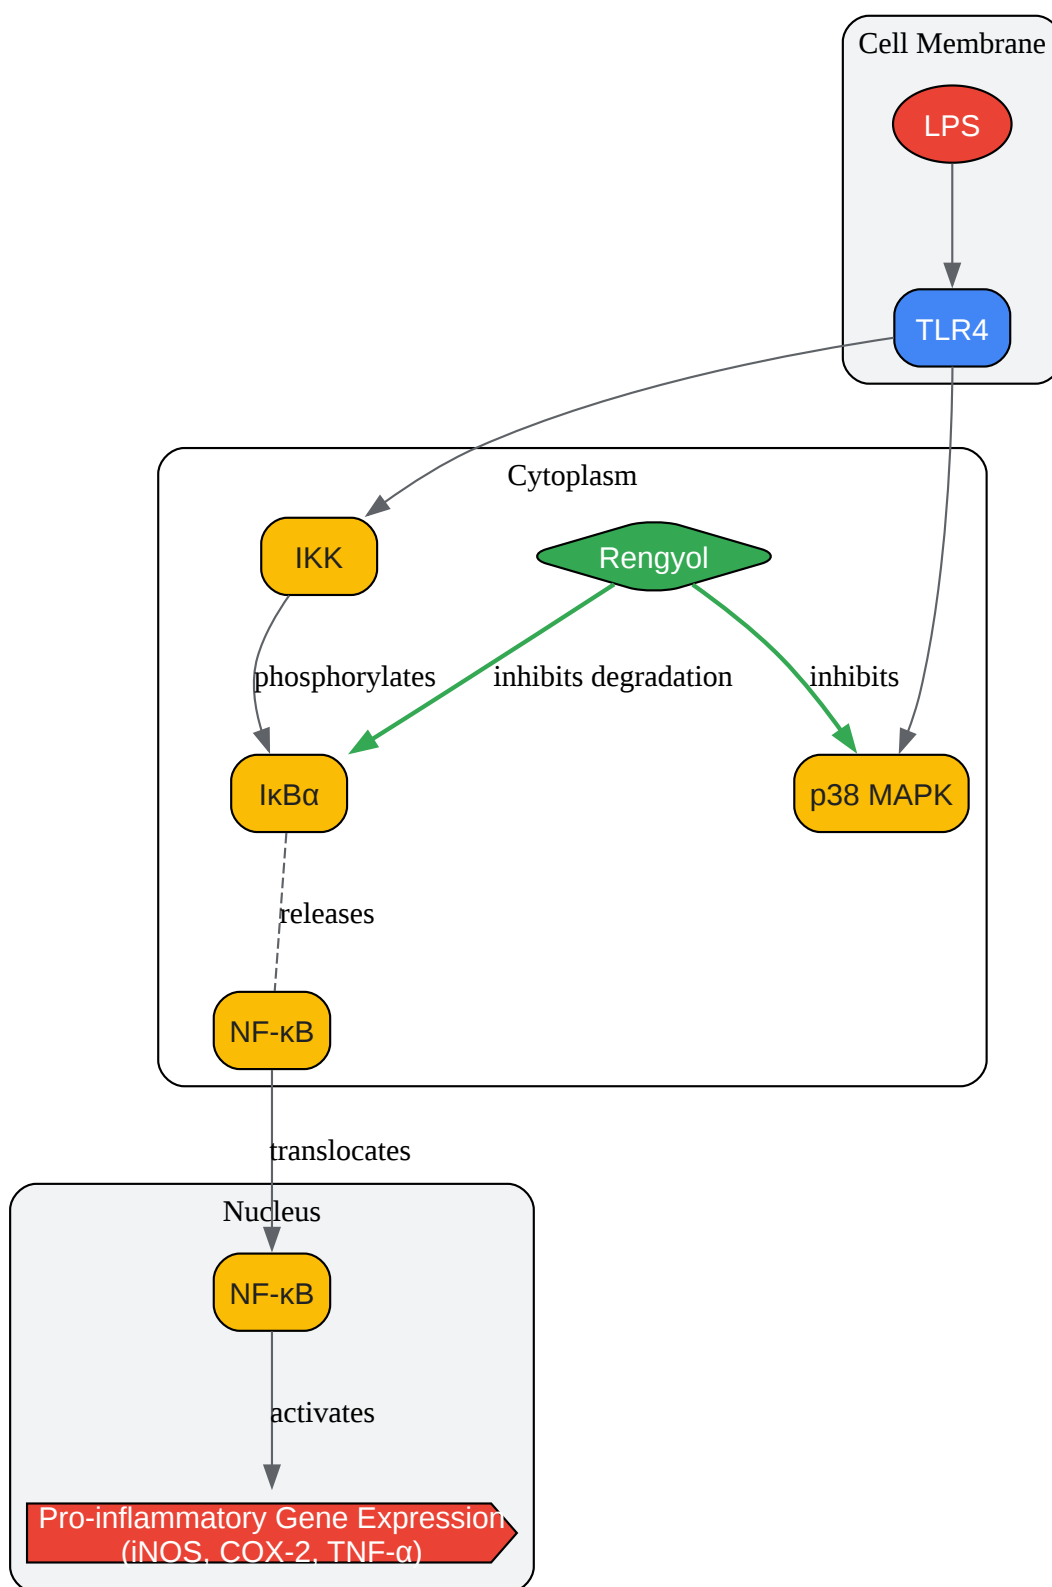 Cell Membrane
LPS
TLR4
Cytoplasm
IKK
Rengyol
phosphorylates
inhibits degradation
inhibits
IκBα
p38 MAPK
releases
NF-κB
translocates
Nucleus
NF-κB
activates
Pro-inflammatory Gene Expression
(iNOS, COX-2, TNF-α)